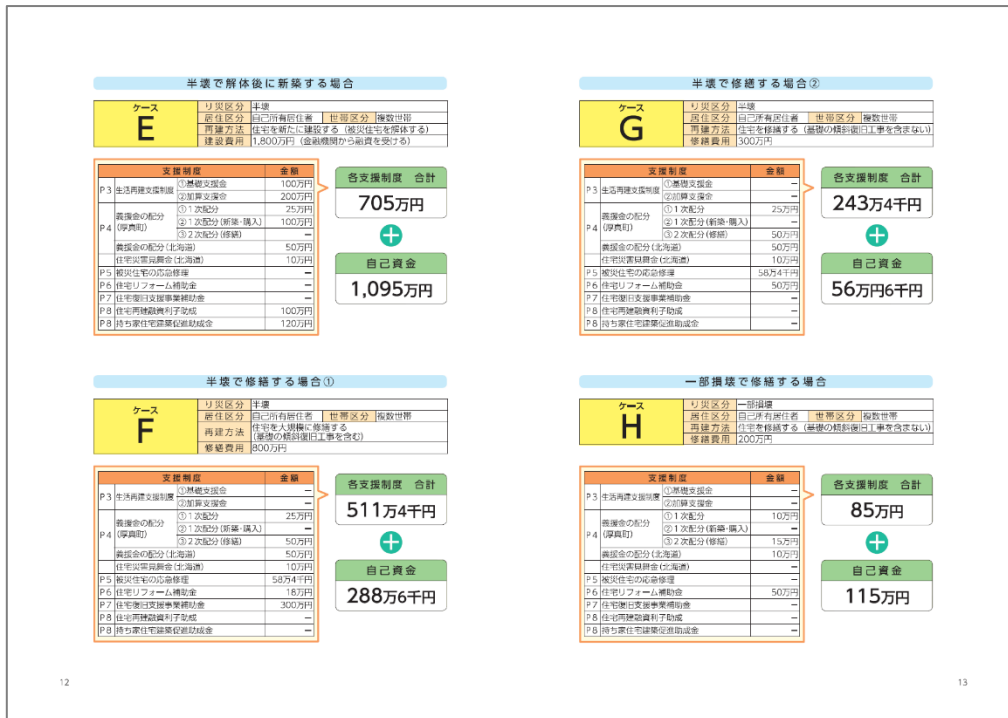 半壊で解体後に新築する場合
ケース E
り災区分 半壊
居住区分 自己所有居住者 世帯区分 複数世帯
再建方法 住宅を新たに建設する（被災住宅を解体する）
建設費用 1,800万円（金融機関から融資を受ける）
支援制度 金額
P3 生活再建支援制度 ①基礎支援金 100万円
②加算支援金 200万円
P4 義援金の配分（厚真町） ①1次配分 25万円
②1次配分（新築・購入） 100万円
③2次配分（修繕） −
義援金の配分（北海道） 50万円
住宅災害見舞金（北海道） 10万円
P5 被災住宅の応急修理 −
P6 住宅リフォーム補助金 −
P7 住宅復旧支援事業補助金 −
P8 住宅再建融資利子助成 100万円
P8 持ち家住宅建築促進助成金 120万円
各支援制度 合計
705万円
+
自己資金
1,095万円
半壊で修繕する場合①
ケース F
り災区分 半壊
居住区分 自己所有居住者 世帯区分 複数世帯
再建方法 住宅を大規模に修繕する
（基礎の傾斜復旧工事を含む）
修繕費用 800万円
支援制度 金額
P3 生活再建支援制度 ①基礎支援金 −
②加算支援金 −
P4 義援金の配分（厚真町） ①1次配分 25万円
②1次配分（新築・購入） −
③2次配分（修繕） 50万円
義援金の配分（北海道） 50万円
住宅災害見舞金（北海道） 10万円
P5 被災住宅の応急修理 58万4千円
P6 住宅リフォーム補助金 18万円
P7 住宅復旧支援事業補助金 300万円
P8 住宅再建融資利子助成 −
P8 持ち家住宅建築促進助成金 −
各支援制度 合計
511万4千円
+
自己資金
288万6千円
12
半壊で修繕する場合②
ケース G
り災区分 半壊
居住区分 自己所有居住者 世帯区分 複数世帯
再建方法 住宅を修繕する（基礎の傾斜復旧工事を含まない）
修繕費用 300万円
支援制度 金額
P3 生活再建支援制度 ①基礎支援金 −
②加算支援金 −
P4 義援金の配分（厚真町） ①1次配分 25万円
②1次配分（新築・購入） −
③2次配分（修繕） 50万円
義援金の配分（北海道） 50万円
住宅災害見舞金（北海道） 10万円
P5 被災住宅の応急修理 58万4千円
P6 住宅リフォーム補助金 50万円
P7 住宅復旧支援事業補助金 −
P8 住宅再建融資利子助成 −
P8 持ち家住宅建築促進助成金 −
各支援制度 合計
243万4千円
+
自己資金
56万円6千円
一部損壊で修繕する場合
ケース H
り災区分 一部損壊
居住区分 自己所有居住者 世帯区分 複数世帯
再建方法 住宅を修繕する（基礎の傾斜復旧工事を含まない）
修繕費用 200万円
支援制度 金額
P3 生活再建支援制度 ①基礎支援金 −
②加算支援金 −
P4 義援金の配分（厚真町） ①1次配分 10万円
②1次配分（新築・購入） −
③2次配分（修繕） 15万円
義援金の配分（北海道） 10万円
住宅災害見舞金（北海道） −
P5 被災住宅の応急修理 −
P6 住宅リフォーム補助金 50万円
P7 住宅復旧支援事業補助金 −
P8 住宅再建融資利子助成 −
P8 持ち家住宅建築促進助成金 −
各支援制度 合計
85万円
+
自己資金
115万円
13